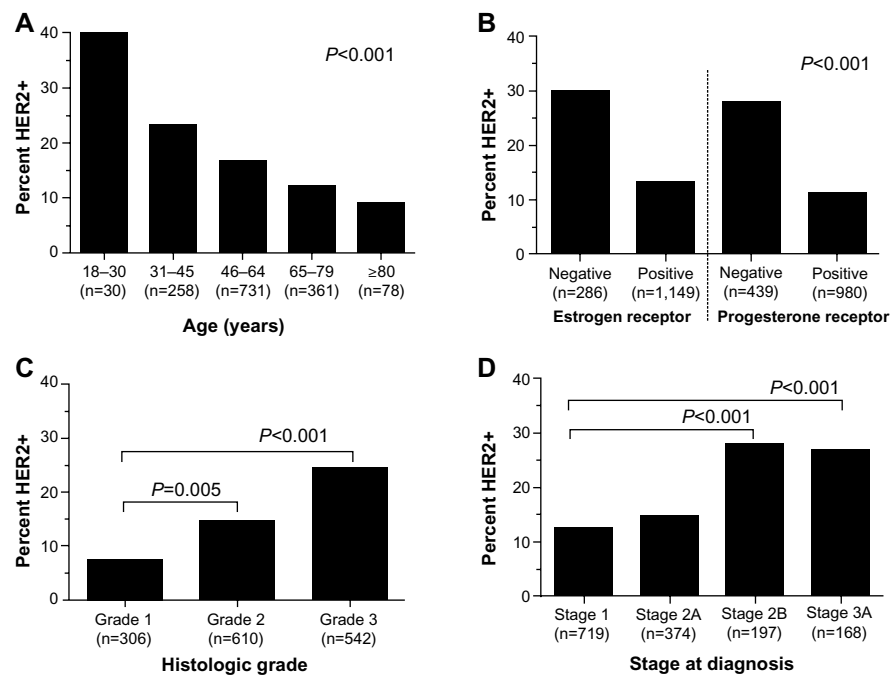 A
P<0.001
Percent HER2+
40
30
20
10
0
18–30 31–45 46–64 65–79 ≥80
(n=30) (n=258) (n=731) (n=361) (n=78)
Age (years)
B
P<0.001
Percent HER2+
40
30
20
10
0
Negative Positive Negative Positive
(n=286) (n=1,149) (n=439) (n=980)
Estrogen receptor Progesterone receptor
C
Percent HER2+
40
30
20
10
0
P<0.001
P=0.005
Grade 1 Grade 2 Grade 3
(n=306) (n=610) (n=542)
Histologic grade
D
Percent HER2+
40
30
20
10
0
P<0.001
P<0.001
Stage 1 Stage 2A Stage 2B Stage 3A
(n=719) (n=374) (n=197) (n=168)
Stage at diagnosis